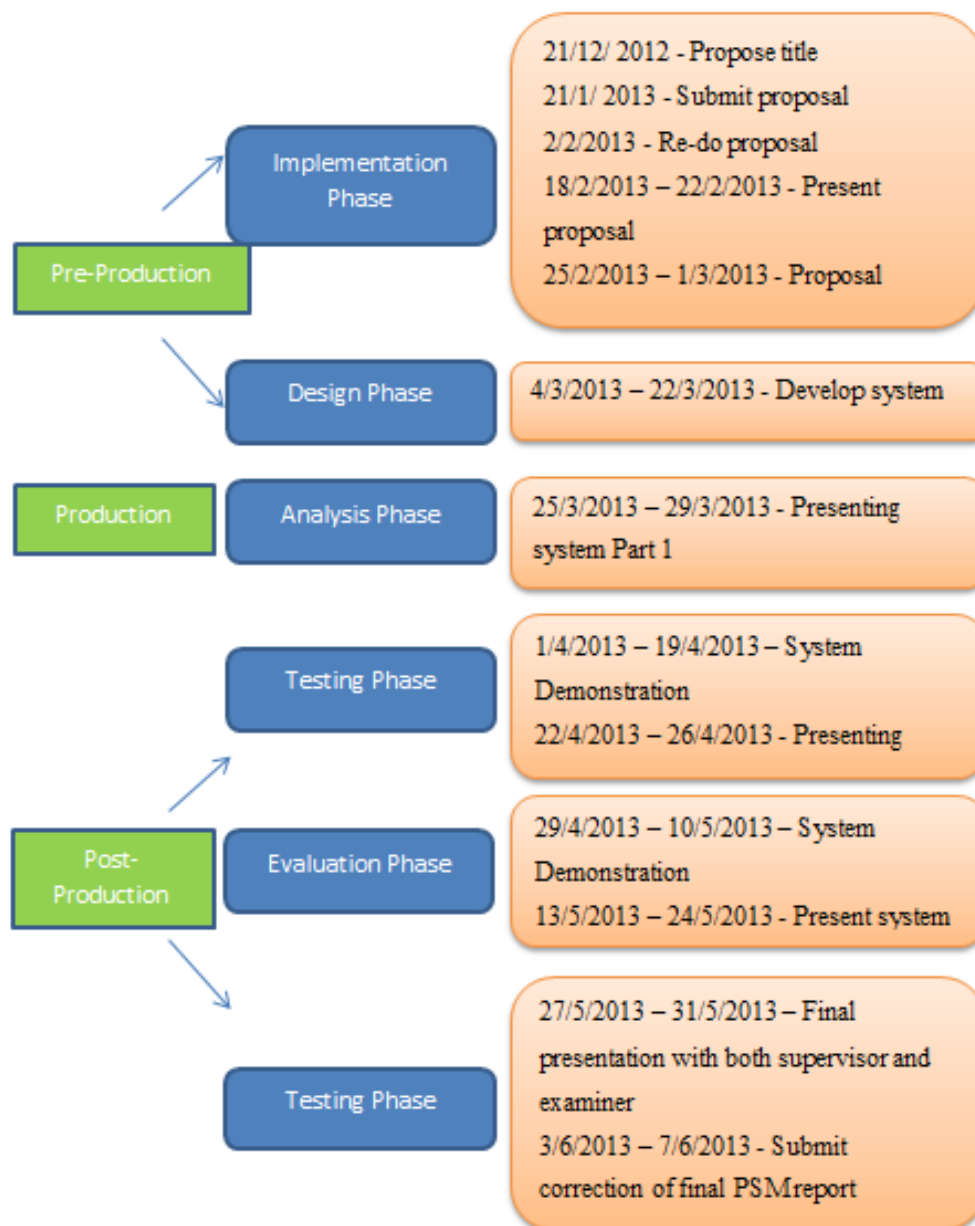 Pre-Production
Implementation
Phase
21/12/ 2012 - Propose title
21/1/ 2013 - Submit proposal
2/2/2013 - Re-do proposal
18/2/2013 – 22/2/2013 - Present
proposal
25/2/2013 – 1/3/2013 - Proposal
Design Phase
4/3/2013 – 22/3/2013 - Develop system
Production
Analysis Phase
25/3/2013 – 29/3/2013 - Presenting
system Part 1
Post-
Production
Testing Phase
1/4/2013 – 19/4/2013 – System
Demonstration
22/4/2013 – 26/4/2013 - Presenting
Evaluation Phase
29/4/2013 – 10/5/2013 – System
Demonstration
13/5/2013 – 24/5/2013 - Present system
Testing Phase
27/5/2013 – 31/5/2013 – Final
presentation with both supervisor and
examiner
3/6/2013 – 7/6/2013 - Submit
correction of final PSM report